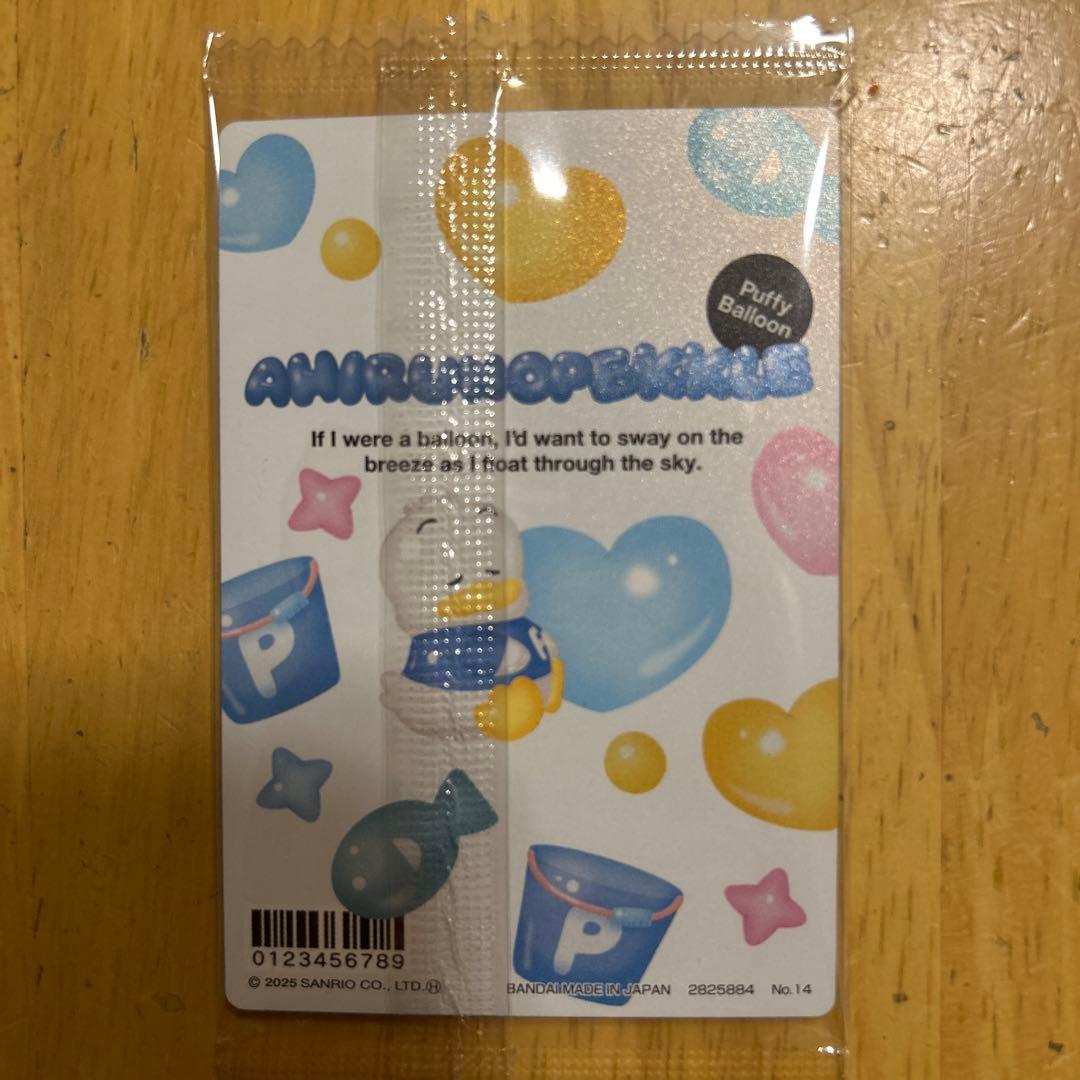 Puffy
Balloon
AHIRUNOPEKKLE
If I were a balloon, I'd want to sway on the
breeze as I float through the sky.
P
P
0123456789
© 2025 SANRIO CO., LTD. Ⓗ
BANDAI MADE IN JAPAN 2825884 No.14